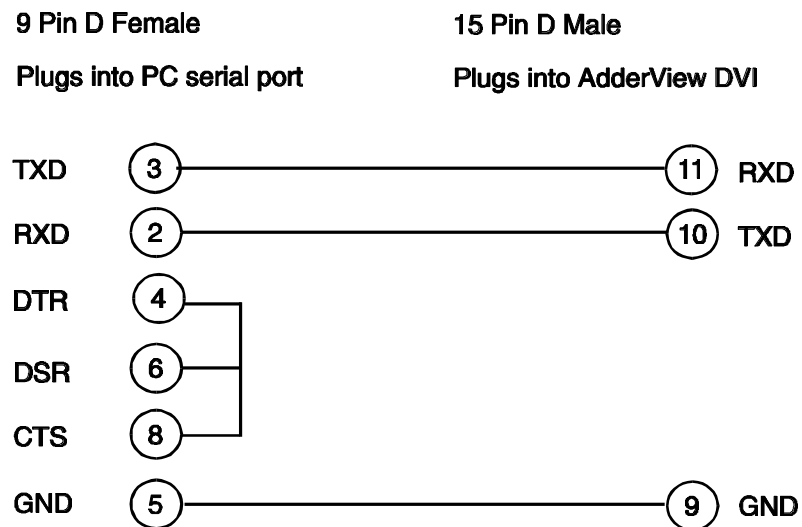 9 Pin D Female 15 Pin D Male
Plugs into PC serial port Plugs into AdderView DVI
TXD 3 11 RXD
RXD 2 10 TXD
DTR 4
DSR 6
CTS 8
GND 5 9 GND